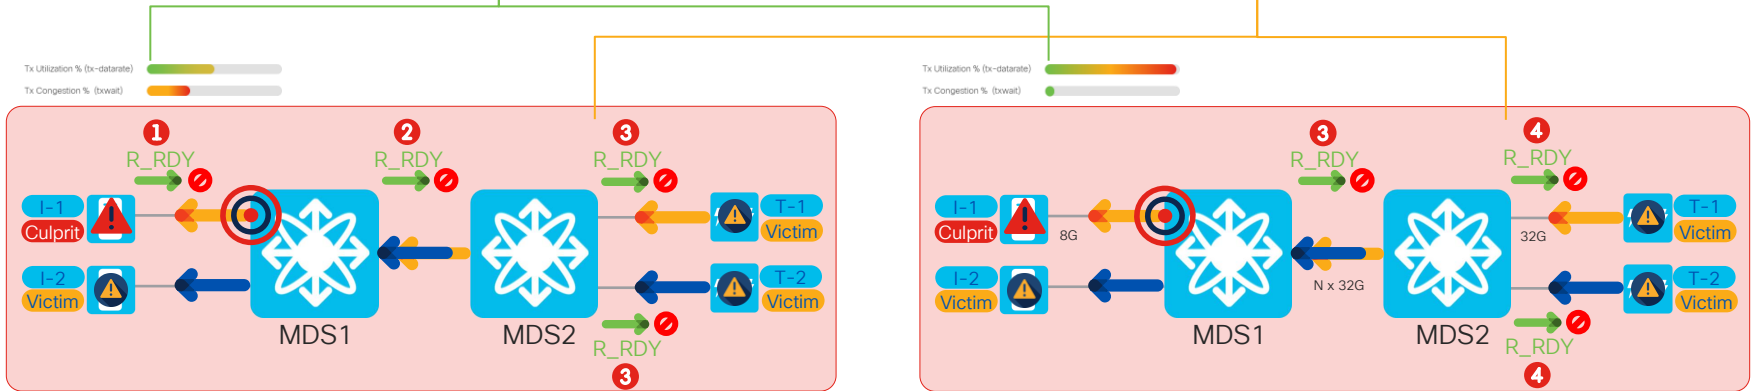 Tx Utilization % (tx-datarate)
Tx Congestion % (txwait)
1
R_RDY
2
R_RDY
3
R_RDY
I-1
Culprit
I-2
Victim
T-1
Victim
T-2
Victim
MDS1
MDS2
R_RDY
3
Tx Utilization % (tx-datarate)
Tx Congestion % (txwait)
3
R_RDY
4
R_RDY
I-1
Culprit
8G
I-2
Victim
N x 32G
32G
T-1
Victim
T-2
Victim
MDS1
MDS2
R_RDY
4